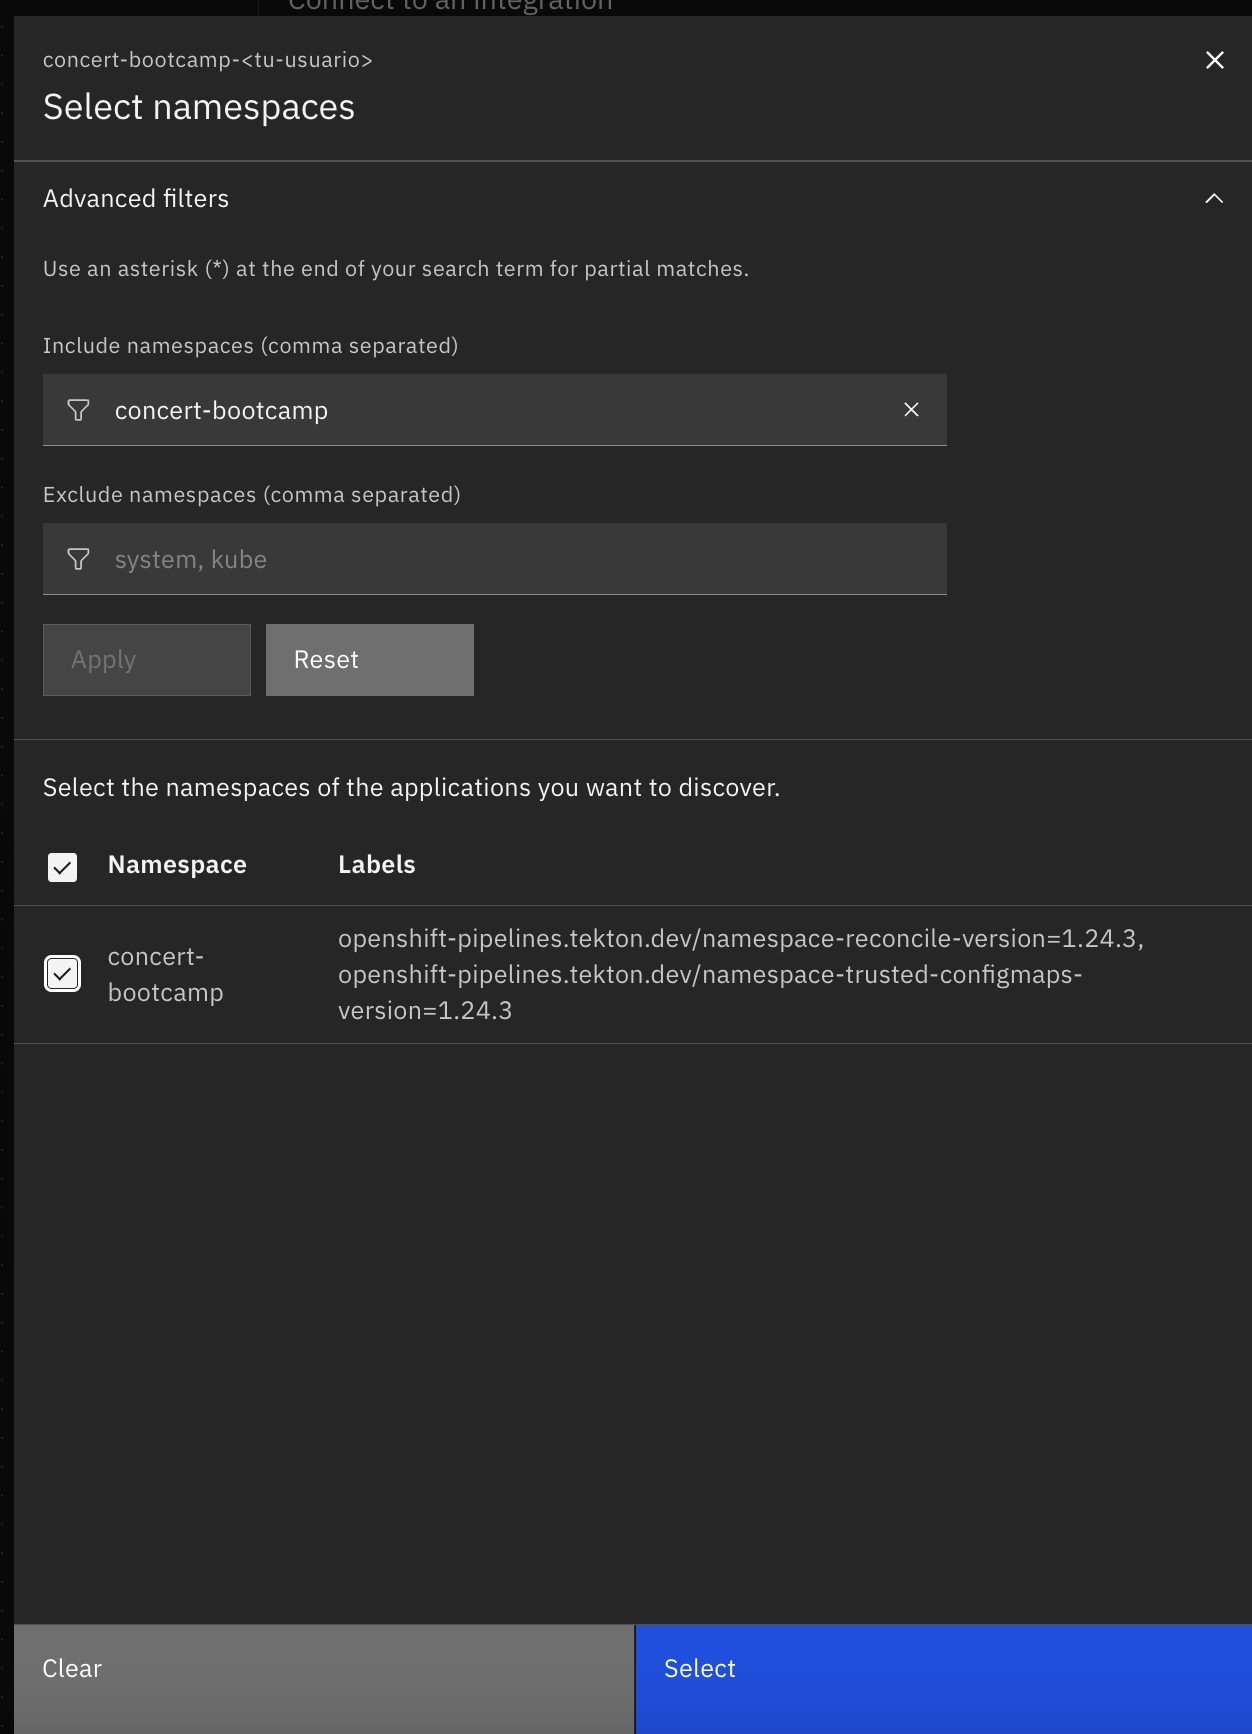 Connect to an integration
concert-bootcamp-<tu-usuario>
Select namespaces
Advanced filters
Use an asterisk (*) at the end of your search term for partial matches.
Include namespaces (comma separated)
concert-bootcamp
Exclude namespaces (comma separated)
system, kube
Apply
Reset
Select the namespaces of the applications you want to discover.
Namespace
Labels
concert-
bootcamp
openshift-pipelines.tekton.dev/namespace-reconcile-version=1.24.3,
openshift-pipelines.tekton.dev/namespace-trusted-configmaps-
version=1.24.3
Clear
Select